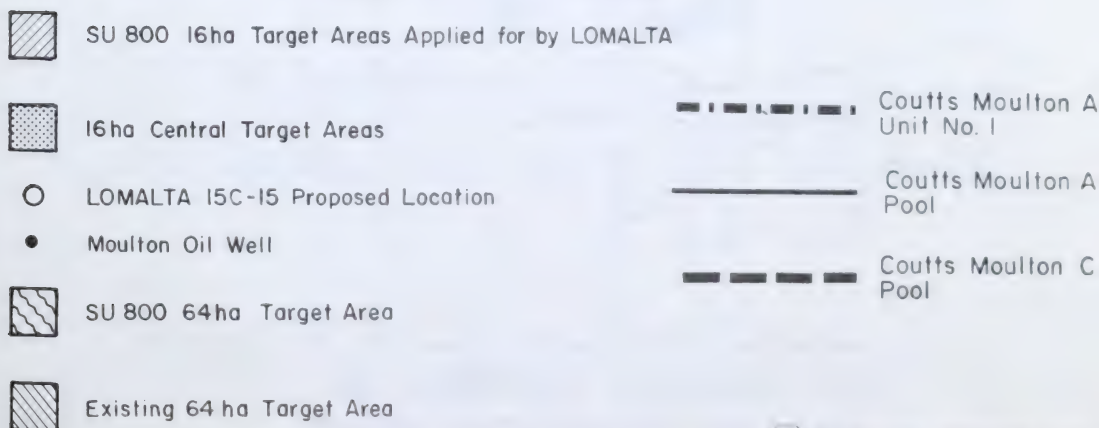 SU 800 16ha Target Areas Applied for by LOMALTA
16ha Central Target Areas
LOMALTA 15C-15 Proposed Location
Moulton Oil Well
SU 800 64ha Target Area
Existing 64 ha Target Area
Coutts Moulton A
Unit No. 1
Coutts Moulton A
Pool
Coutts Moulton C
Pool